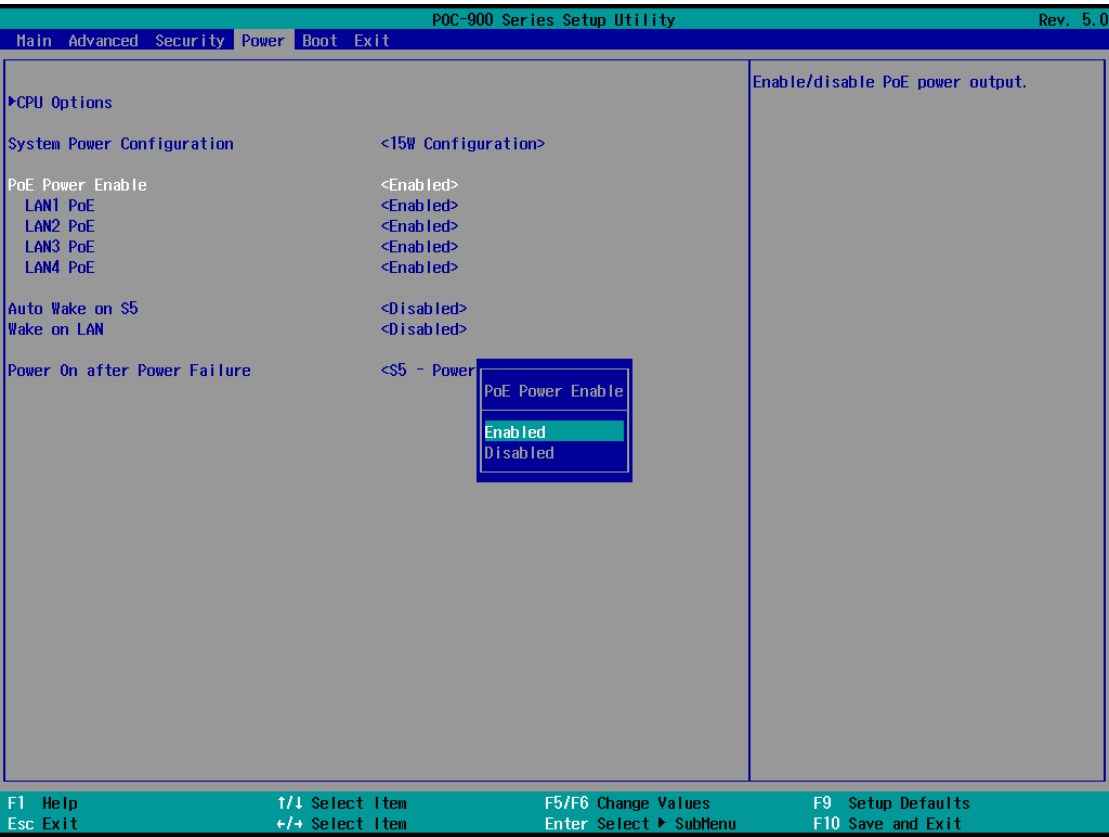 POC-900 Series Setup Utility Rev. 5.0
Main Advanced Security Power Boot Exit
Enable/disable PoE power output.
▶CPU Options
System Power Configuration <15W Configuration>
PoE Power Enable <Enabled>
LAN1 PoE <Enabled>
LAN2 PoE <Enabled>
LAN3 PoE <Enabled>
LAN4 PoE <Enabled>
Auto Wake on S5 <Disabled>
Wake on LAN <Disabled>
Power On after Power Failure <S5 - Power
PoE Power Enable
Enabled
Disabled
F1 Help ↑/↓ Select Item F5/F6 Change Values F9 Setup Defaults
Esc Exit ←/→ Select Item Enter Select ▶ SubMenu F10 Save and Exit